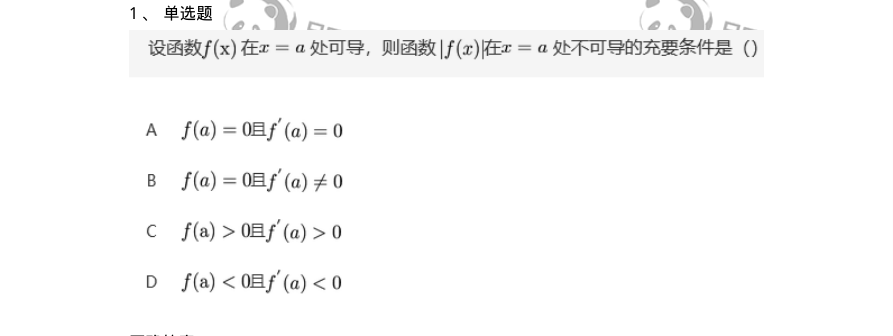 1、 单选题
设函数f(x) 在x = a 处可导，则函数 |f(x)|在x = a 处不可导的充要条件是（）
A f(a) = 0且f′(a) = 0
B f(a) = 0且f′(a) ≠ 0
C f(a) > 0且f′(a) > 0
D f(a) < 0且f′(a) < 0